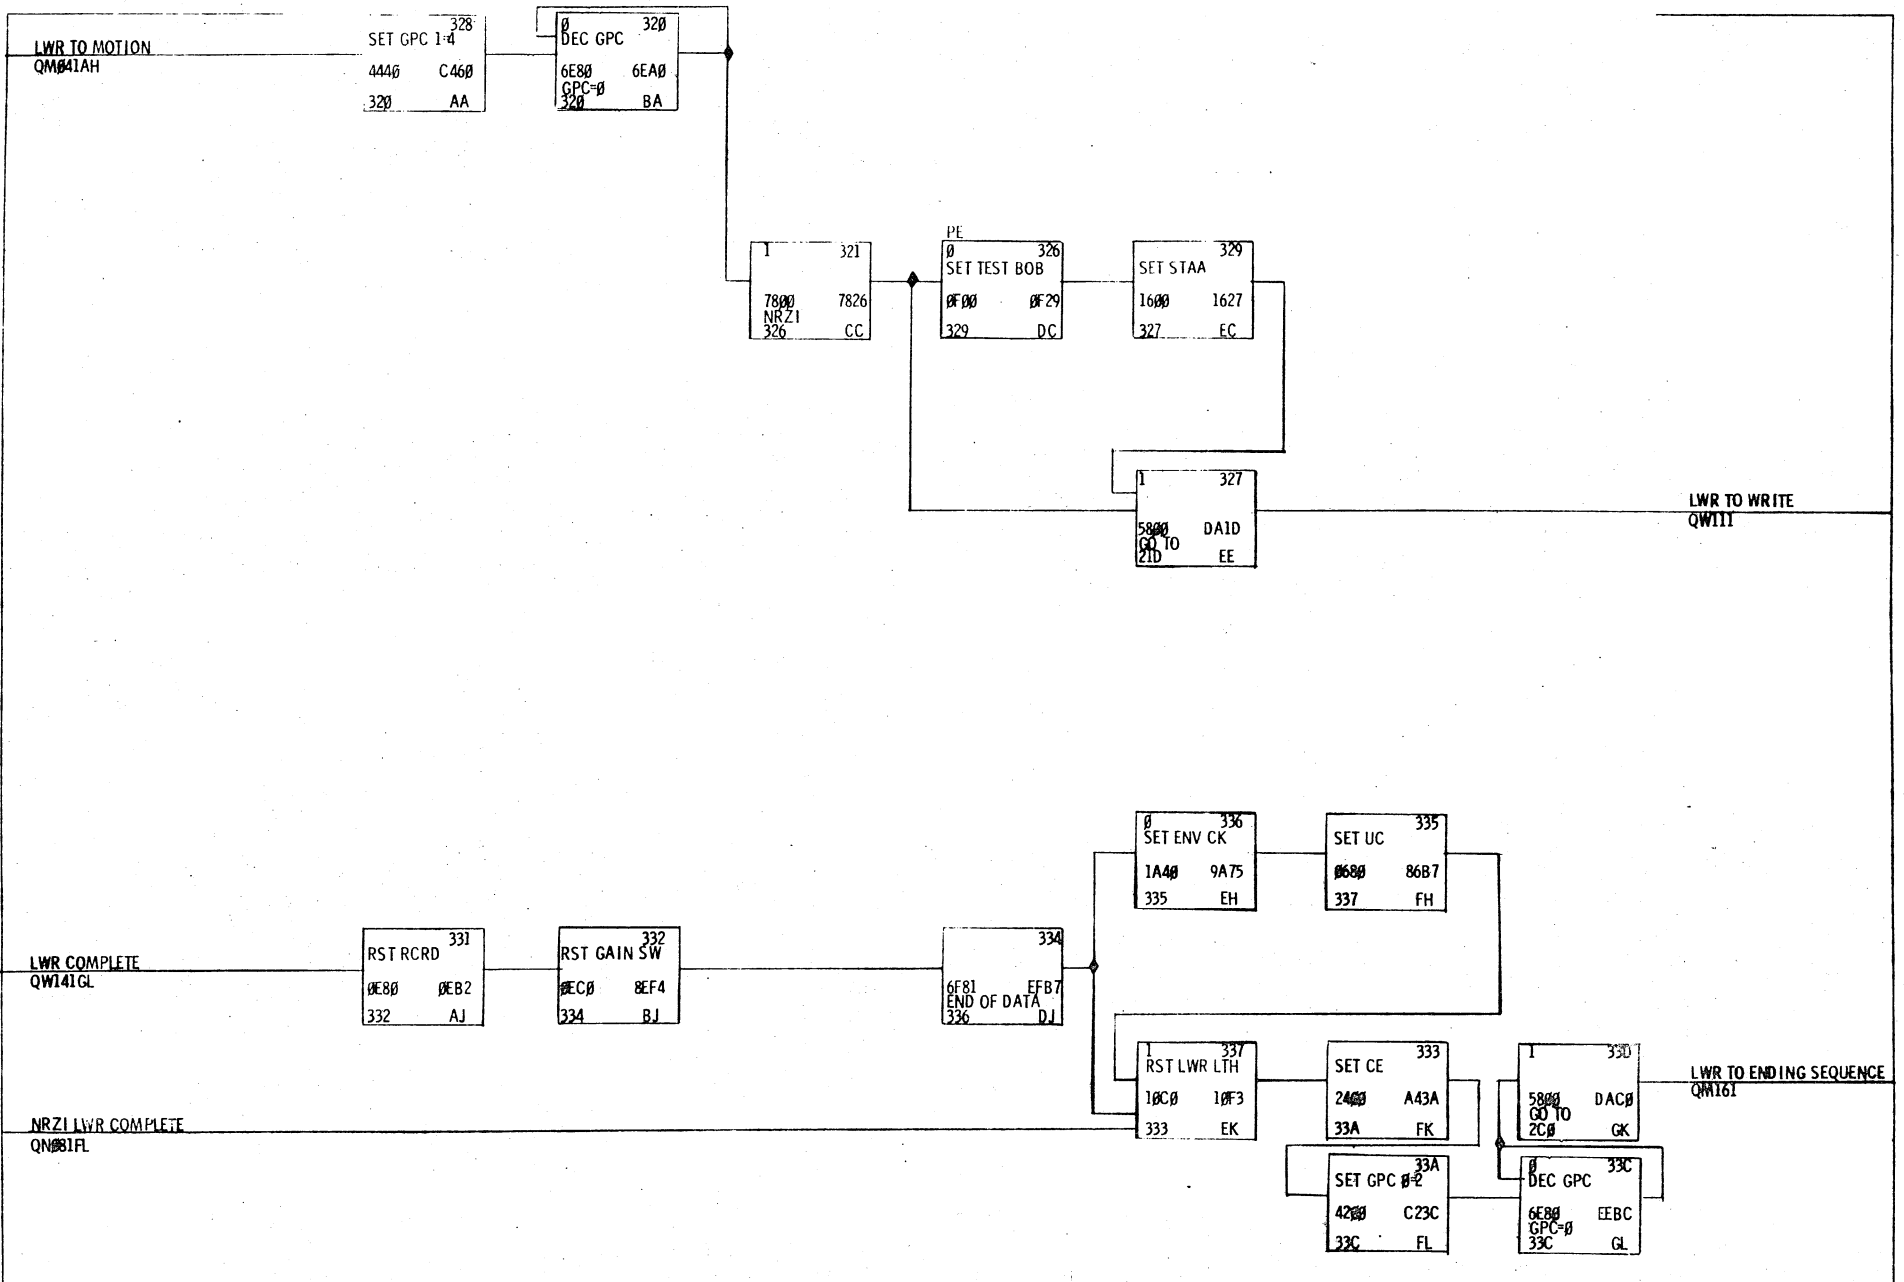 LWR TO MOTION
QMØ41AH
328
SET GPC 1=4
C46Ø
32Ø AA
Ø 32Ø
DEC GPC
6E8Ø 6EAØ
GPC=Ø
32Ø BA
1 321
78ØØ 7826
NRZI
326 CC
PE
Ø 326
SET TEST BOB
ØFØØ ØF29
329 DC
329
SET STAA
16ØØ 1627
327 EC
1 327
58ØØ DA1D
GO TO
21D EE
LWR TO WRITE
QW111
Ø 336
SET ENV CK
1A4Ø 9A75
335 EH
335
SET UC
Ø68Ø 86B7
337 FH
LWR COMPLETE
QW141GL
331
RST RCRD
ØE8Ø ØEB2
332 AJ
332
RST GAIN SW
ØECØ 8EF4
334 BJ
334
6F81 EFB7
END OF DATA
336 DJ
1 337
RST LWR LTH
1ØCØ 1ØF3
333 EK
333
SET CE
A43A
33A FK
1 33D
58ØØ DACØ
GO TO
2CØ GK
LWR TO ENDING SEQUENCE
QM161
NRZI LWR COMPLETE
QNØ81FL
33A
SET GPC Ø=2
C23C
33C FL
Ø 33C
DEC GPC
6E8Ø EEBC
GPC=Ø
33C GL